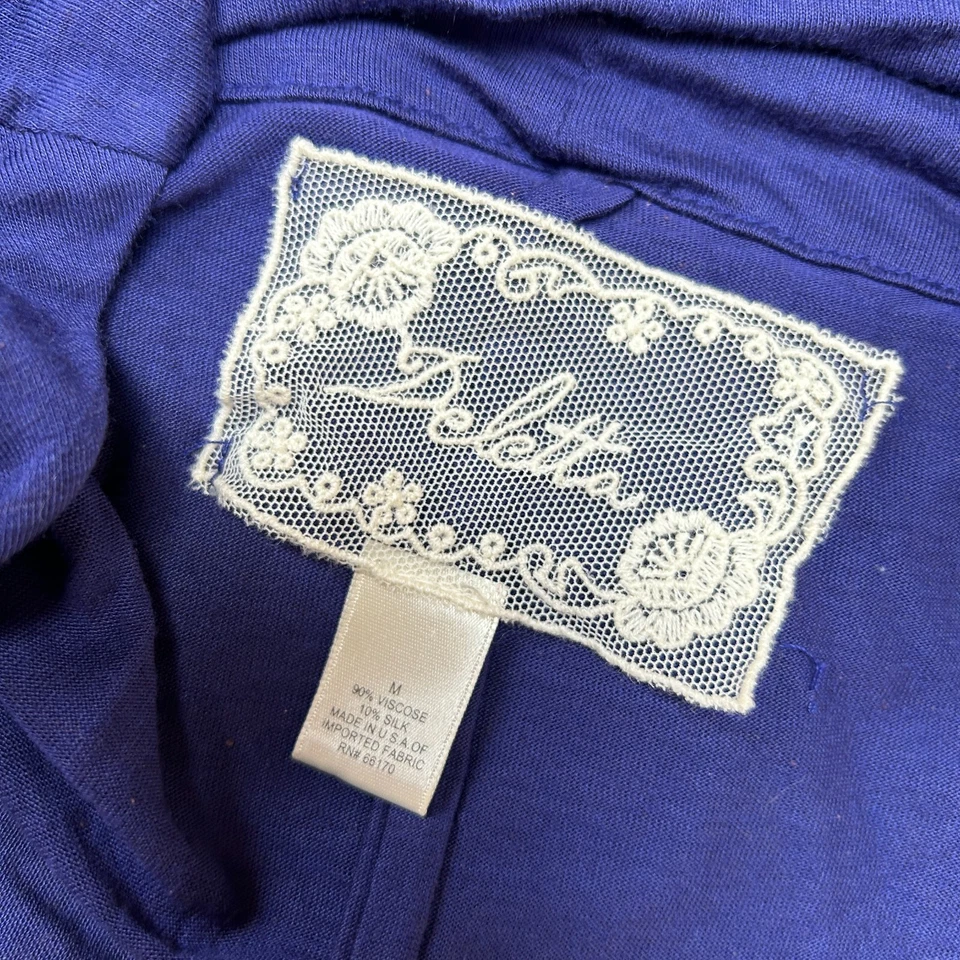 Deletta
M
90% VISCOSE
10% SILK
MADE IN U.S.A. OF
IMPORTED FABRIC
RN# 66170